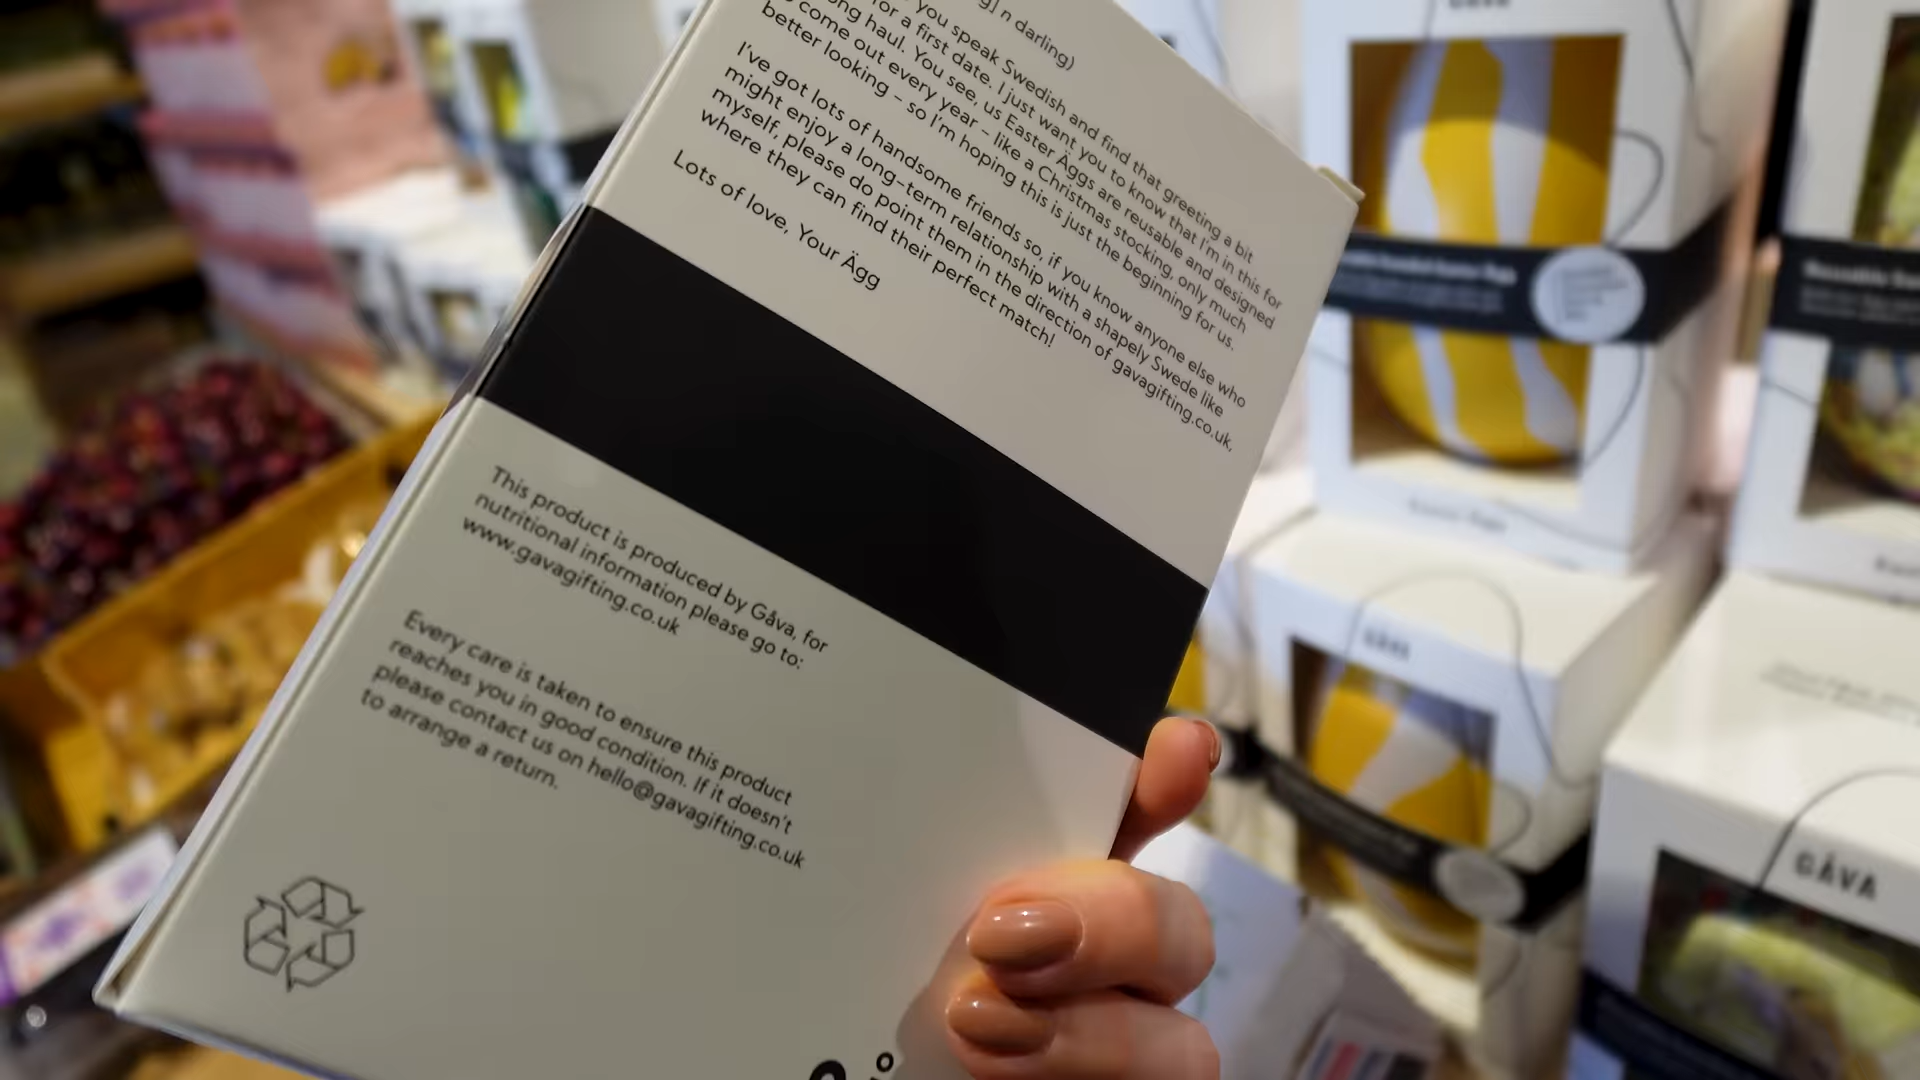 g] n darling)
you speak Swedish and find that greeting a bit
for a first date. I just want you to know that I'm in this for
ong haul. You see, us Easter Äggs are reusable and designed
come out every year – like a Christmas stocking, only much
better looking – so I'm hoping this is just the beginning for us.
I've got lots of handsome friends so, if you know anyone else who
might enjoy a long-term relationship with a shapely Swede like
myself, please do point them in the direction of gavagifting.co.uk,
where they can find their perfect match!
Lots of love, Your Ägg
This product is produced by Gåva, for
nutritional information please go to:
www.gavagifting.co.uk
Every care is taken to ensure this product
reaches you in good condition. If it doesn't
please contact us on hello@gavagifting.co.uk
to arrange a return.
GÅVA
GÅVA
GÅVA